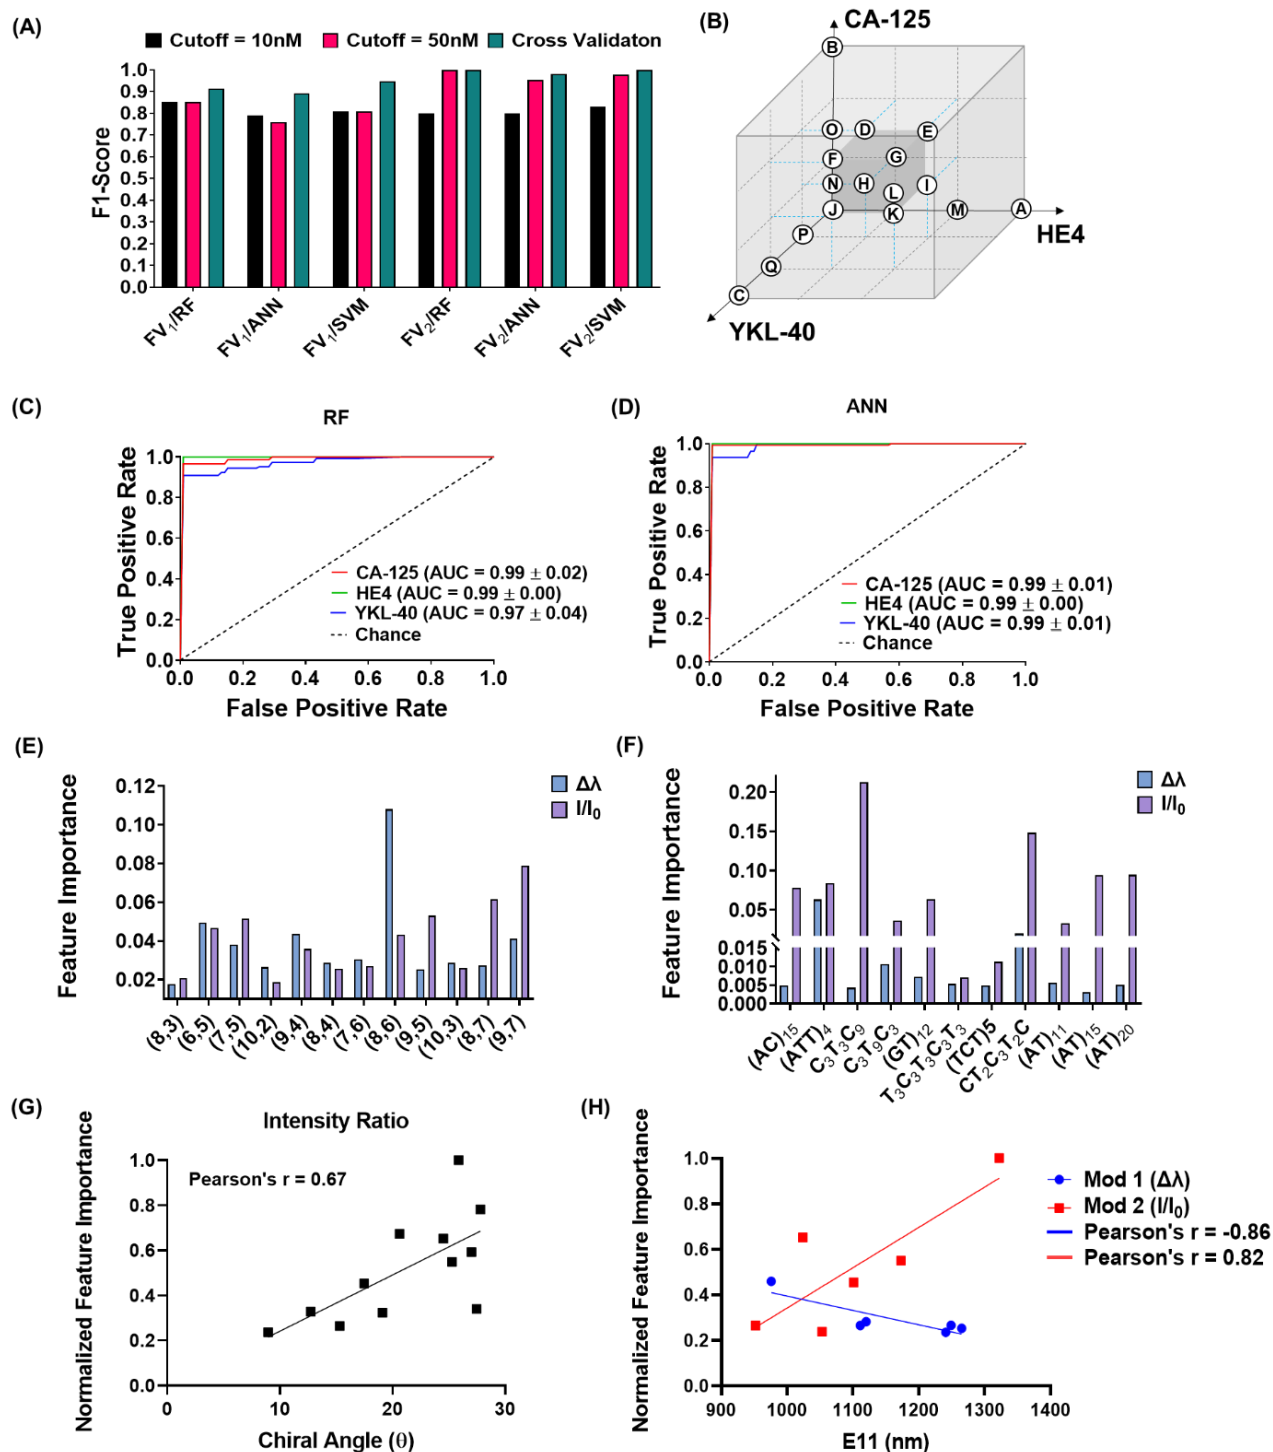 (A)
Cutoff = 10nM Cutoff = 50nM Cross Validaton
F1-Score
1.0
0.9
0.8
0.7
0.6
0.5
0.4
0.3
0.2
0.1
0.0
FV1/RF FV1/ANN FV1/SVM FV2/RF FV2/ANN FV2/SVM
(B)
CA-125
HE4
YKL-40
B
O D E
F G
N H L I
J K M A
P
Q
C
(C)
RF
True Positive Rate
1.0
0.8
0.6
0.4
0.2
0.0
CA-125 (AUC = 0.99 ± 0.02)
HE4 (AUC = 0.99 ± 0.00)
YKL-40 (AUC = 0.97 ± 0.04)
Chance
0.0 0.2 0.4 0.6 0.8 1.0
False Positive Rate
(D)
ANN
True Positive Rate
1.0
0.8
0.6
0.4
0.2
0.0
CA-125 (AUC = 0.99 ± 0.01)
HE4 (AUC = 0.99 ± 0.00)
YKL-40 (AUC = 0.99 ± 0.01)
Chance
0.0 0.2 0.4 0.6 0.8 1.0
False Positive Rate
(E)
Feature Importance
0.12
0.10
0.08
0.06
0.04
0.02
Δλ
I/I0
(8,3) (6,5) (7,5) (10,2) (9,4) (8,4) (7,6) (8,6) (9,5) (10,3) (8,7) (9,7)
(F)
Feature Importance
0.20
0.15
0.10
0.05
0.015
0.010
0.005
0.000
Δλ
I/I0
(AC)15 (ATT)4 C3T3C9 C3T9C3 (GT)12 T3C3T3C3T3 (TCT)5 CT2C3T2C (AT)11 (AT)15 (AT)20
(G)
Intensity Ratio
Normalized Feature Importance
Pearson's r = 0.67
1.0
0.8
0.6
0.4
0.2
0.0
0 10 20 30
Chiral Angle (θ)
(H)
Normalized Feature Importance
1.0
0.8
0.6
0.4
0.2
0.0
Mod 1 (Δλ)
Mod 2 (I/I0)
Pearson's r = -0.86
Pearson's r = 0.82
900 1000 1100 1200 1300 1400
E11 (nm)